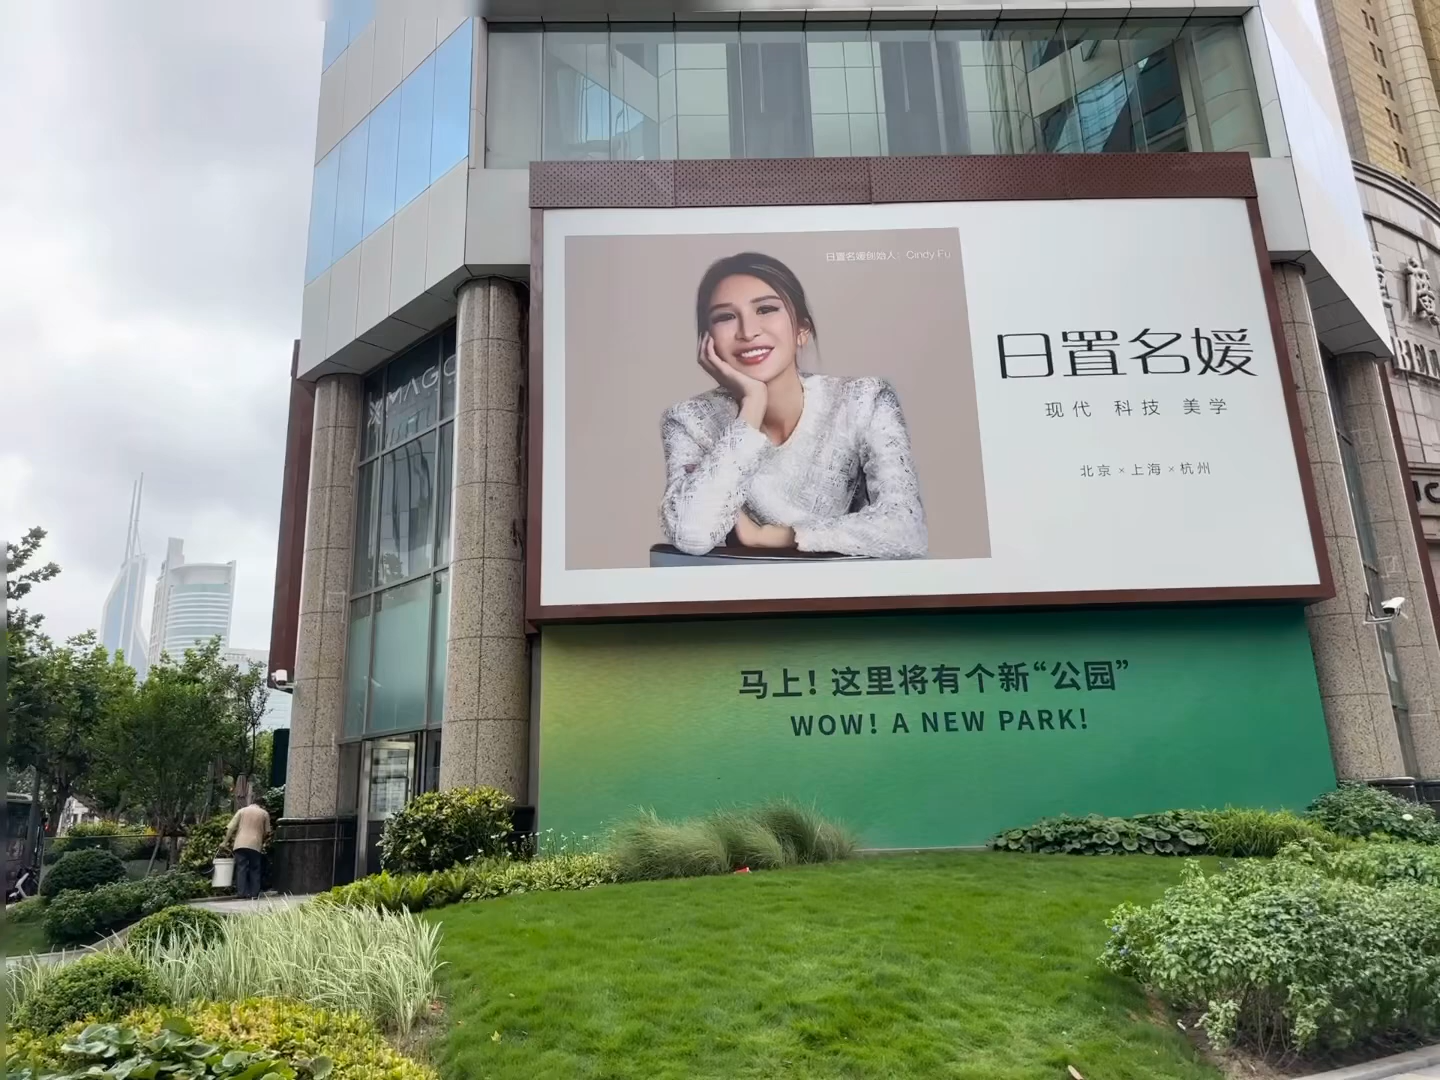 日置名媛创始人：Cindy Fu
日置名媛
现代 科技 美学
北京×上海×杭州
马上！这里将有个新“公园”
WOW! A NEW PARK!